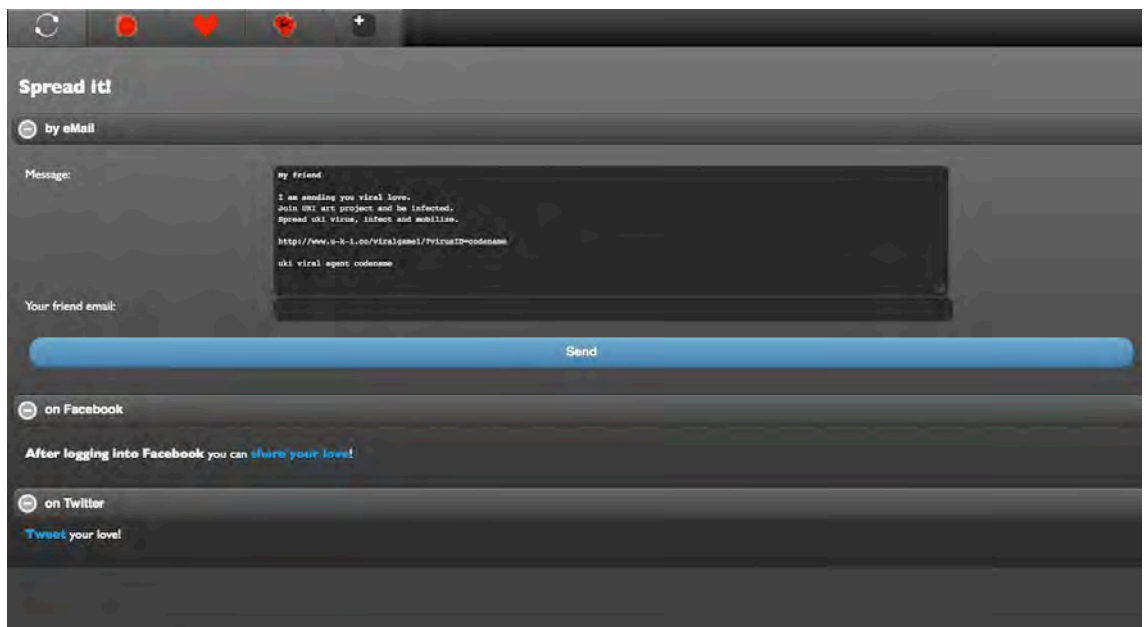 Spread it!
by eMail
Message:
My friend
I am sending you viral love.
Join UKI art project and be infected.
Spread uki virus, infect and mobilise.
http://www.u-k-i.co/viralgame1/?virusID=codename
uki viral agent codename
Your friend email:
Send
on Facebook
After logging into Facebook you can share your love!
on Twitter
Tweet your love!